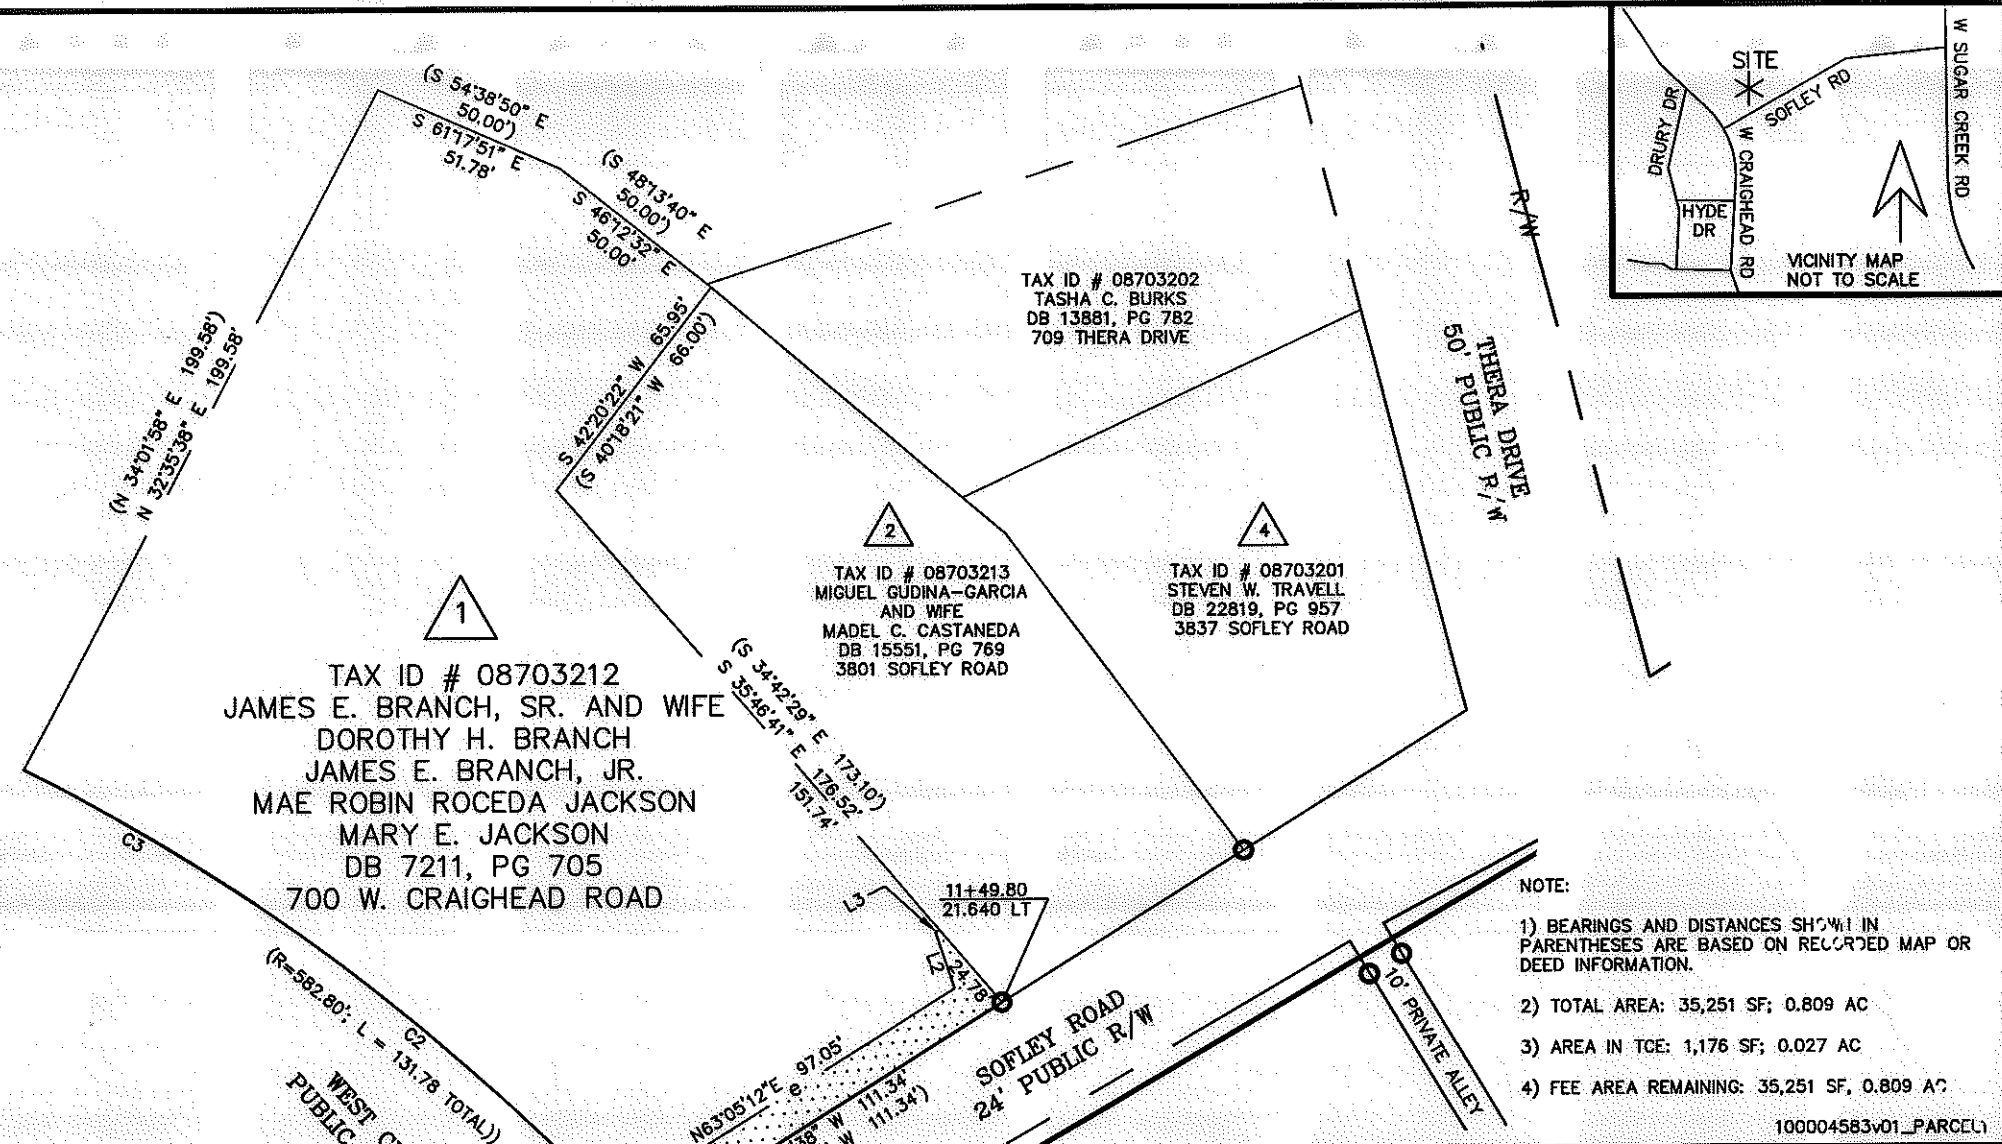 (S 54°38'50" E
50.00')
S 61°17'51" E
51.78'
(S 48°13'40" E
50.00')
S 46°12'32" E
50.00'
(N 34°01'58" E 199.58')
N 32°35'38" E 199.58'
S 42°20'22" W 65.95'
(S 40°18'21" W 66.00')
TAX ID # 08703202
TASHA C. BURKS
DB 13881, PG 782
709 THERA DRIVE
R/W
THERA DRIVE
50' PUBLIC R/W
SITE
SOFLEY RD
DRURY DR
W CRAIGHEAD RD
HYDE
DR
W SUGAR CREEK RD
VICINITY MAP
NOT TO SCALE
1
TAX ID # 08703212
JAMES E. BRANCH, SR. AND WIFE
DOROTHY H. BRANCH
JAMES E. BRANCH, JR.
MAE ROBIN ROCEDA JACKSON
MARY E. JACKSON
DB 7211, PG 705
700 W. CRAIGHEAD ROAD
2
TAX ID # 08703213
MIGUEL GUDINA-GARCIA
AND WIFE
MADEL C. CASTANEDA
DB 15551, PG 769
3801 SOFLEY ROAD
4
TAX ID # 08703201
STEVEN W. TRAVELL
DB 22819, PG 957
3837 SOFLEY ROAD
(S 34°42'29" E 173.10')
S 35°46'41" E 176.52'
151.74'
C3
L3
11+49.80
21.640 LT
L2
24.78'
(R=582.80'; L = 131.78 TOTAL))
C2
WEST
PUBLIC
N63°05'12"E 97.05'
e
38" W 111.34'
W 111.34')
SOFLEY ROAD
24' PUBLIC R/W
10' PRIVATE ALLEY
NOTE:
1) BEARINGS AND DISTANCES SHOWN IN
PARENTHESES ARE BASED ON RECORDED MAP OR
DEED INFORMATION.
2) TOTAL AREA: 35,251 SF; 0.809 AC
3) AREA IN TCE: 1,176 SF; 0.027 AC
4) FEE AREA REMAINING: 35,251 SF, 0.809 AC
100004583v01_PARCEL1